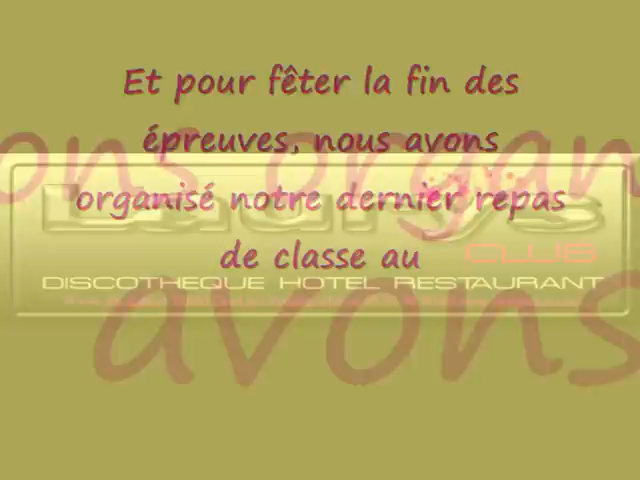 Et pour fêter la fin des
épreuves, nous avons
organisé notre dernier repas
de classe au
CLUB
DISCOTHEQUE HOTEL RESTAURANT
avons